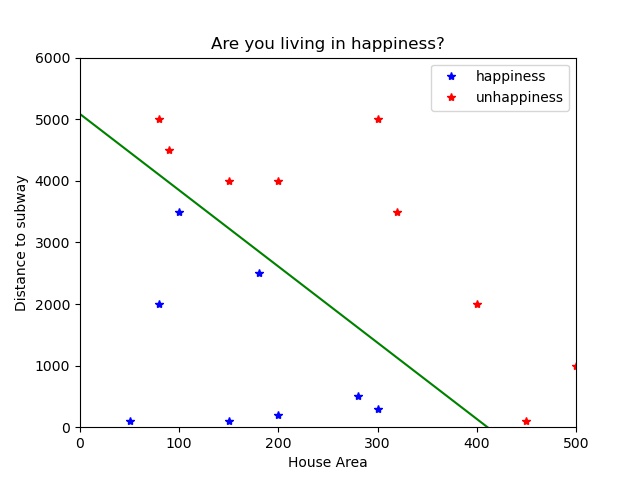 Are you living in happiness?
happiness
unhappiness
Distance to subway
6000
5000
4000
3000
2000
1000
0
0 100 200 300 400 500
House Area